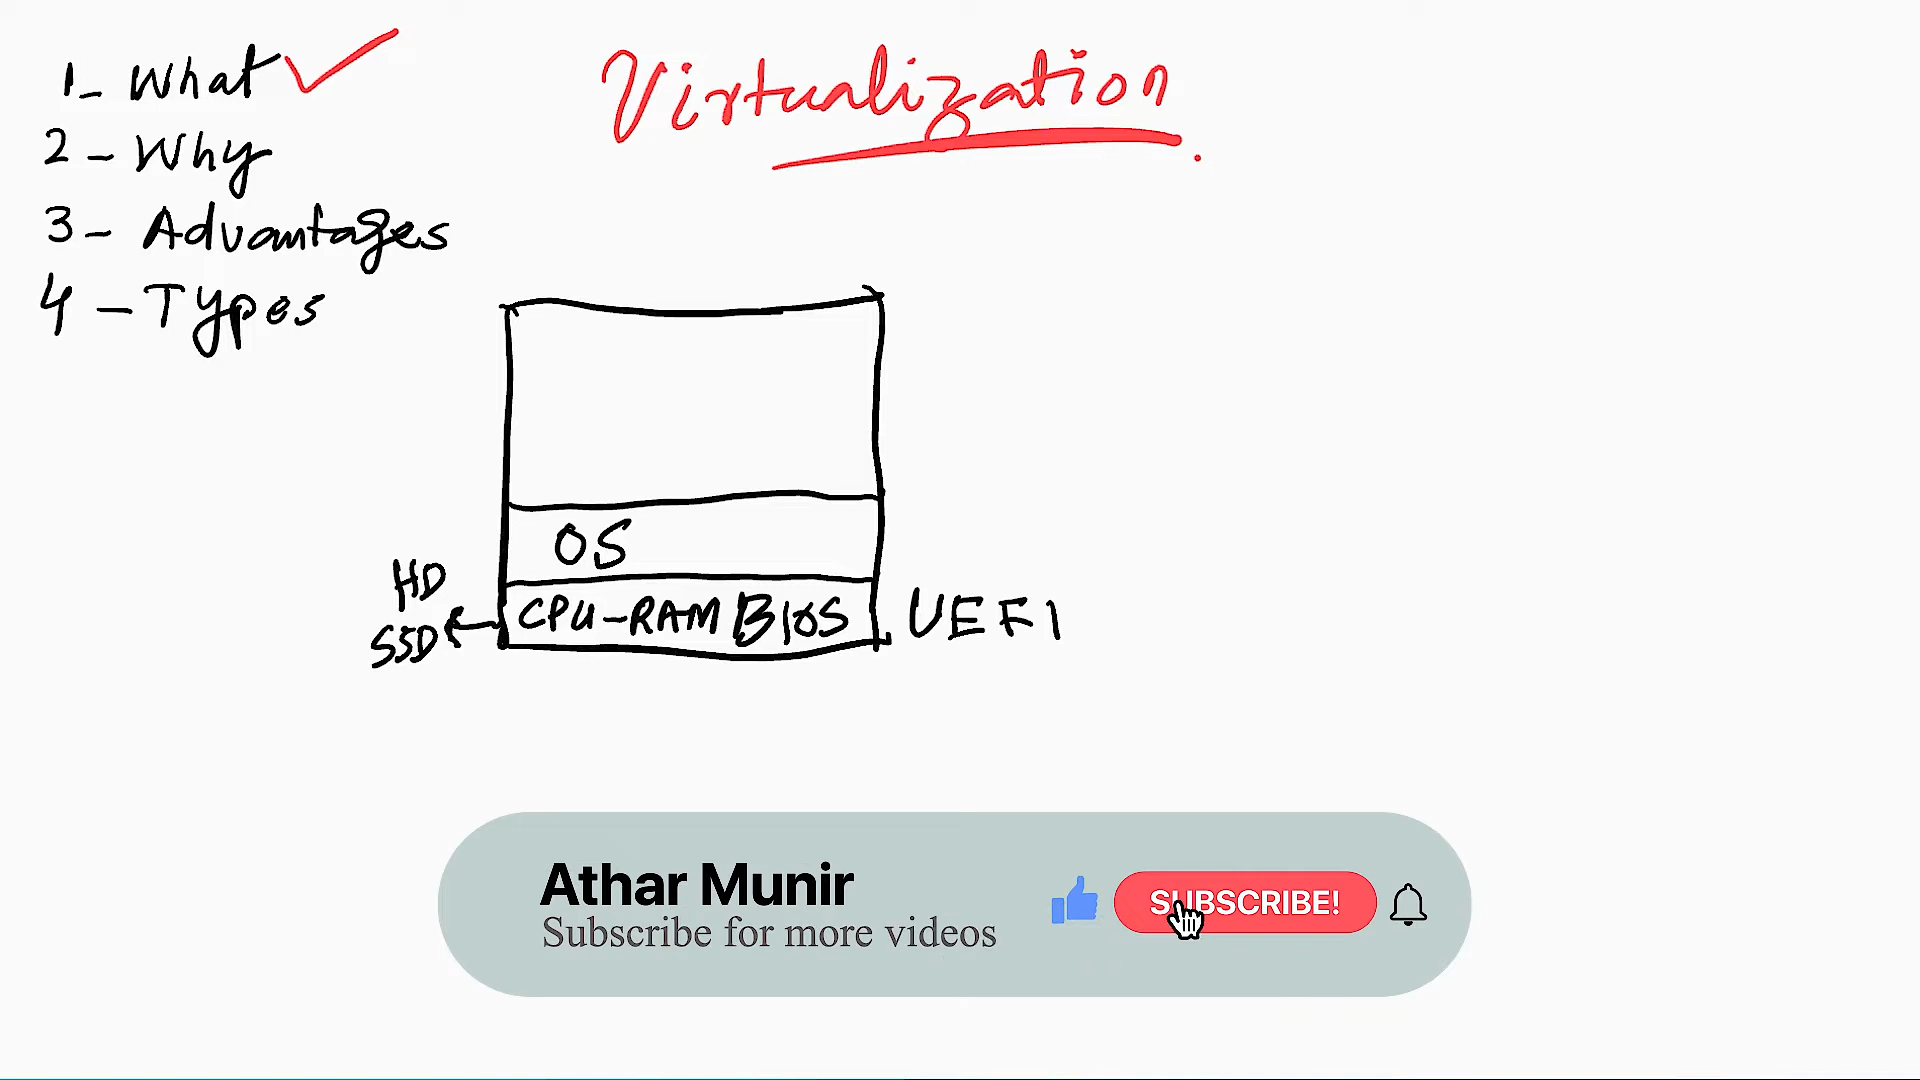 Virtualization
1- What
2- Why
3- Advantages
4- Types
OS
HD
SSD
CPU-RAM BIOS
UEFI
Athar Munir
Subscribe for more videos
SUBSCRIBE!